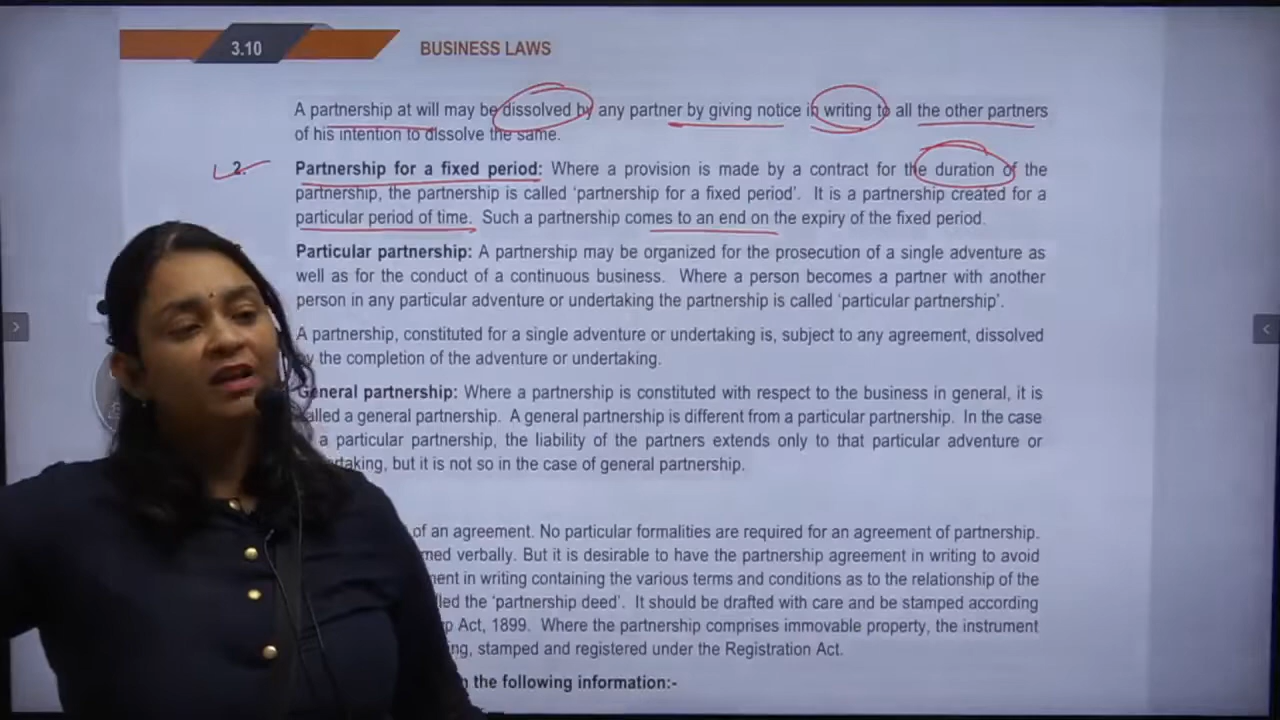 3.10 BUSINESS LAWS
A partnership at will may be dissolved by any partner by giving notice in writing to all the other partners
of his intention to dissolve the same.
2. Partnership for a fixed period: Where a provision is made by a contract for the duration of the
partnership, the partnership is called 'partnership for a fixed period'. It is a partnership created for a
particular period of time. Such a partnership comes to an end on the expiry of the fixed period.
Particular partnership: A partnership may be organized for the prosecution of a single adventure as
well as for the conduct of a continuous business. Where a person becomes a partner with another
person in any particular adventure or undertaking the partnership is called 'particular partnership'.
A partnership, constituted for a single adventure or undertaking is, subject to any agreement, dissolved
the completion of the adventure or undertaking.
General partnership: Where a partnership is constituted with respect to the business in general, it is
a general partnership. A general partnership is different from a particular partnership. In the case
a particular partnership, the liability of the partners extends only to that particular adventure or
but it is not so in the case of general partnership.
of an agreement. No particular formalities are required for an agreement of partnership.
verbally. But it is desirable to have the partnership agreement in writing to avoid
in writing containing the various terms and conditions as to the relationship of the
the 'partnership deed'. It should be drafted with care and be stamped according
Act, 1899. Where the partnership comprises immovable property, the instrument
stamped and registered under the Registration Act.
the following information:-